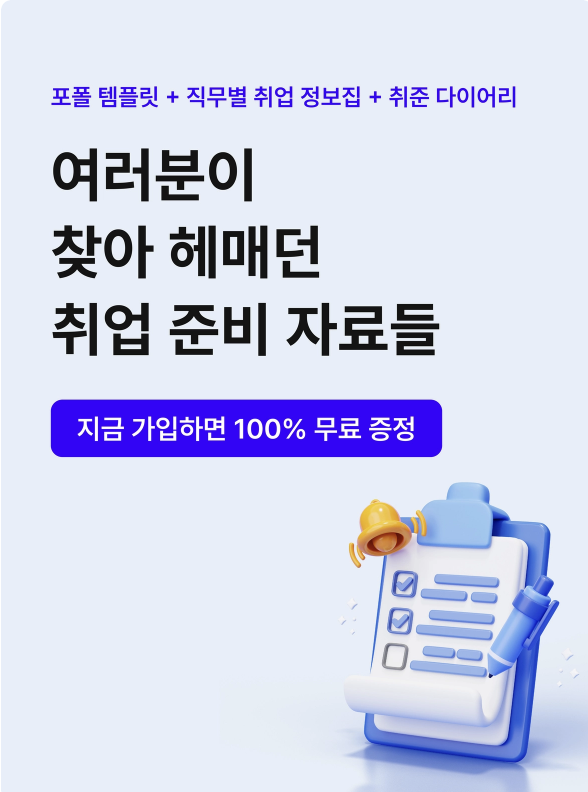 포폴 템플릿 + 직무별 취업 정보집 + 취준 다이어리
여러분이
찾아 헤매던
취업 준비 자료들
지금 가입하면 100% 무료 증정